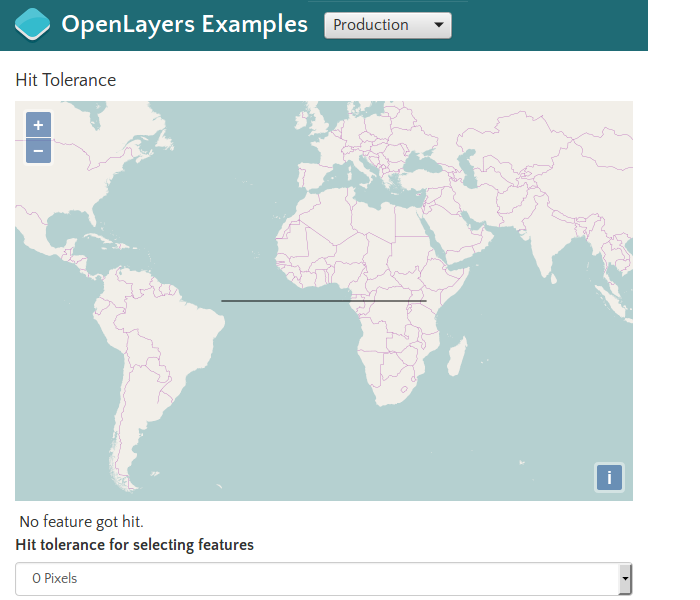 OpenLayers Examples
Production
Hit Tolerance
+
−
i
No feature got hit.
Hit tolerance for selecting features
0 Pixels